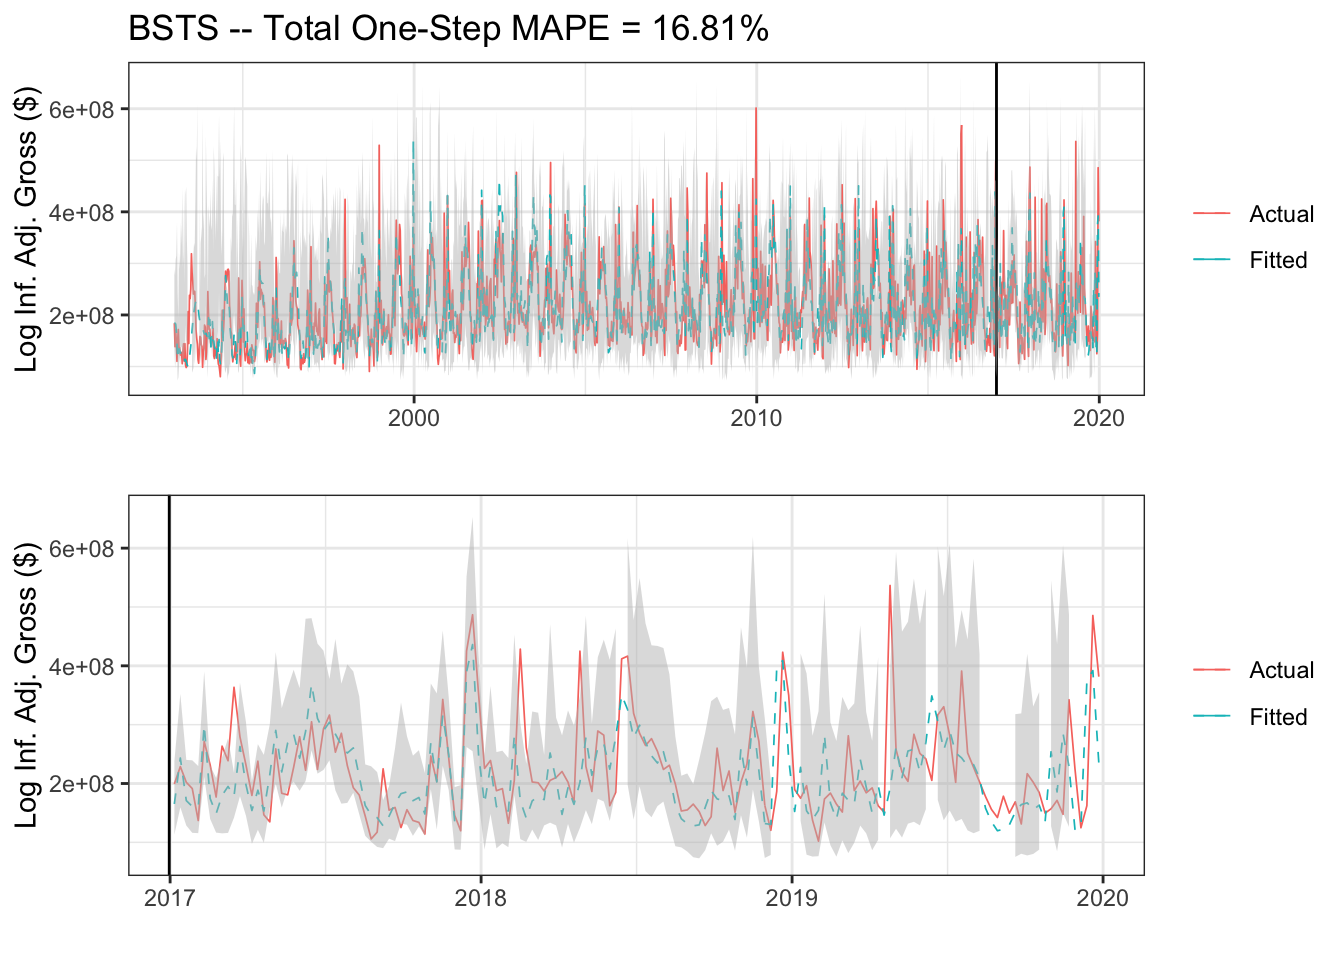 BSTS -- Total One-Step MAPE = 16.81%
Log Inf. Adj. Gross ($)
6e+08
4e+08
2e+08
2000
2010
2020
Actual
Fitted
Log Inf. Adj. Gross ($)
6e+08
4e+08
2e+08
2017
2018
2019
2020
Actual
Fitted